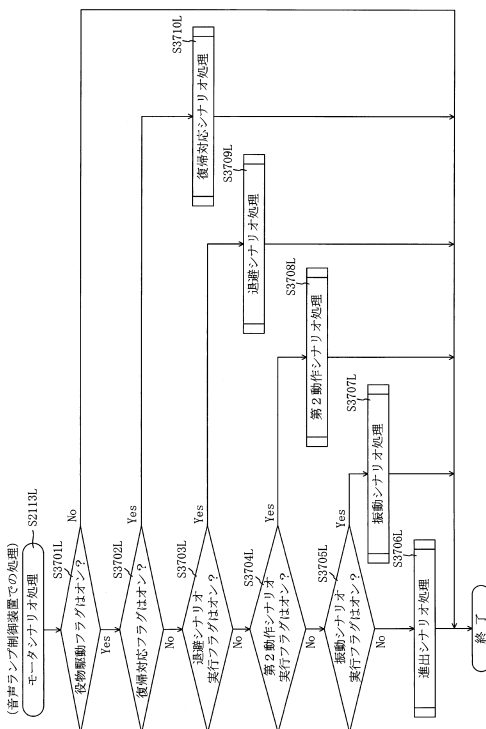 (音声ランプ制御装置での処理)
モータシナリオ処理
S2113L
S3701L
役物駆動フラグはオン?
No
Yes
S3702L
復帰対応フラグはオン?
Yes
No
S3710L
復帰対応シナリオ処理
S3703L
退避シナリオ
実行フラグはオン?
Yes
No
S3709L
退避シナリオ処理
S3704L
第2動作シナリオ
実行フラグはオン?
Yes
No
S3708L
第2動作シナリオ処理
S3705L
振動シナリオ
実行フラグはオン?
Yes
No
S3707L
振動シナリオ処理
S3706L
進出シナリオ処理
終了